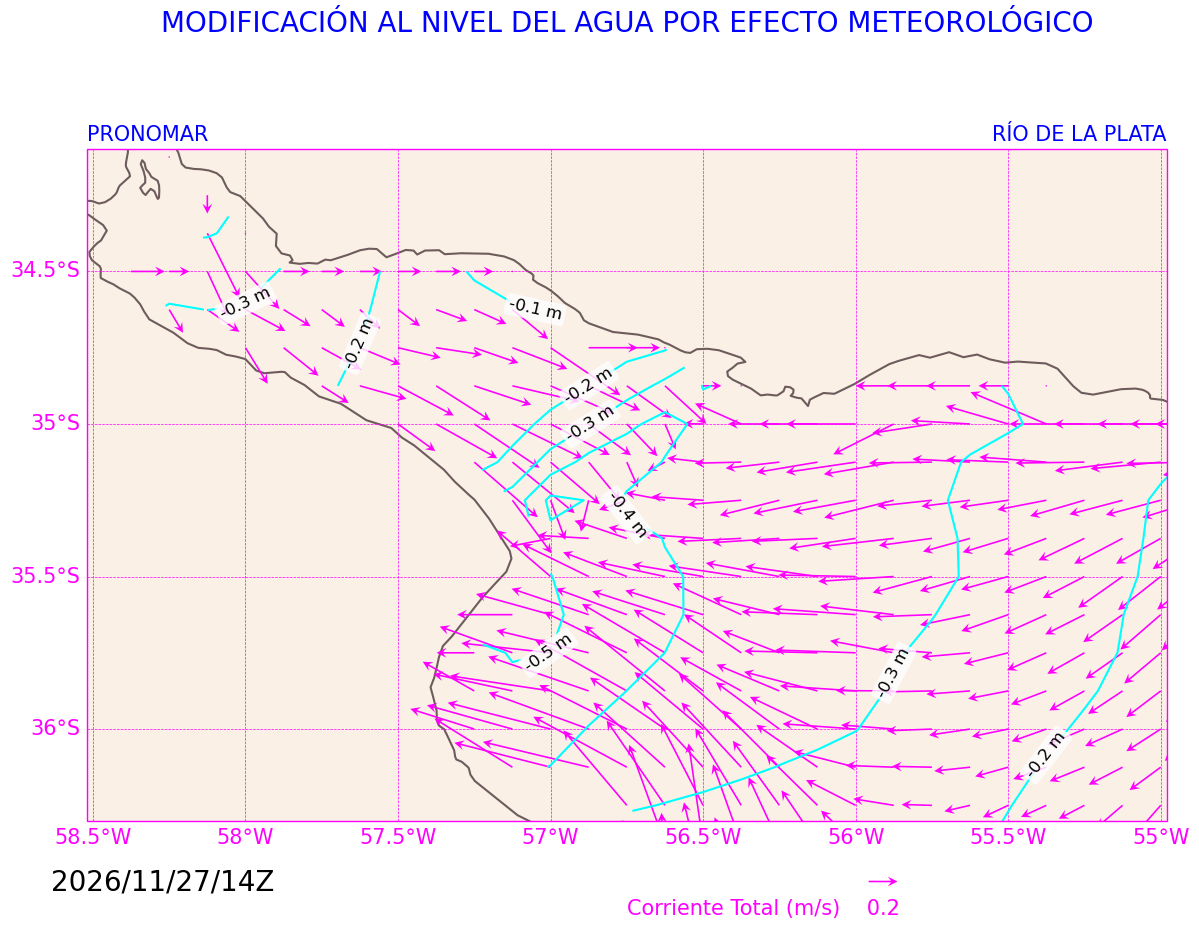 MODIFICACIÓN AL NIVEL DEL AGUA POR EFECTO METEOROLÓGICO
PRONOMAR
RÍO DE LA PLATA
34.5°S
35°S
35.5°S
36°S
-0.3 m
-0.2 m
-0.1 m
-0.2 m
-0.3 m
-0.4 m
-0.5 m
-0.3 m
-0.2 m
58.5°W 58°W 57.5°W 57°W 56.5°W 56°W 55.5°W 55°W
2026/11/27/14Z
Corriente Total (m/s) 0.2